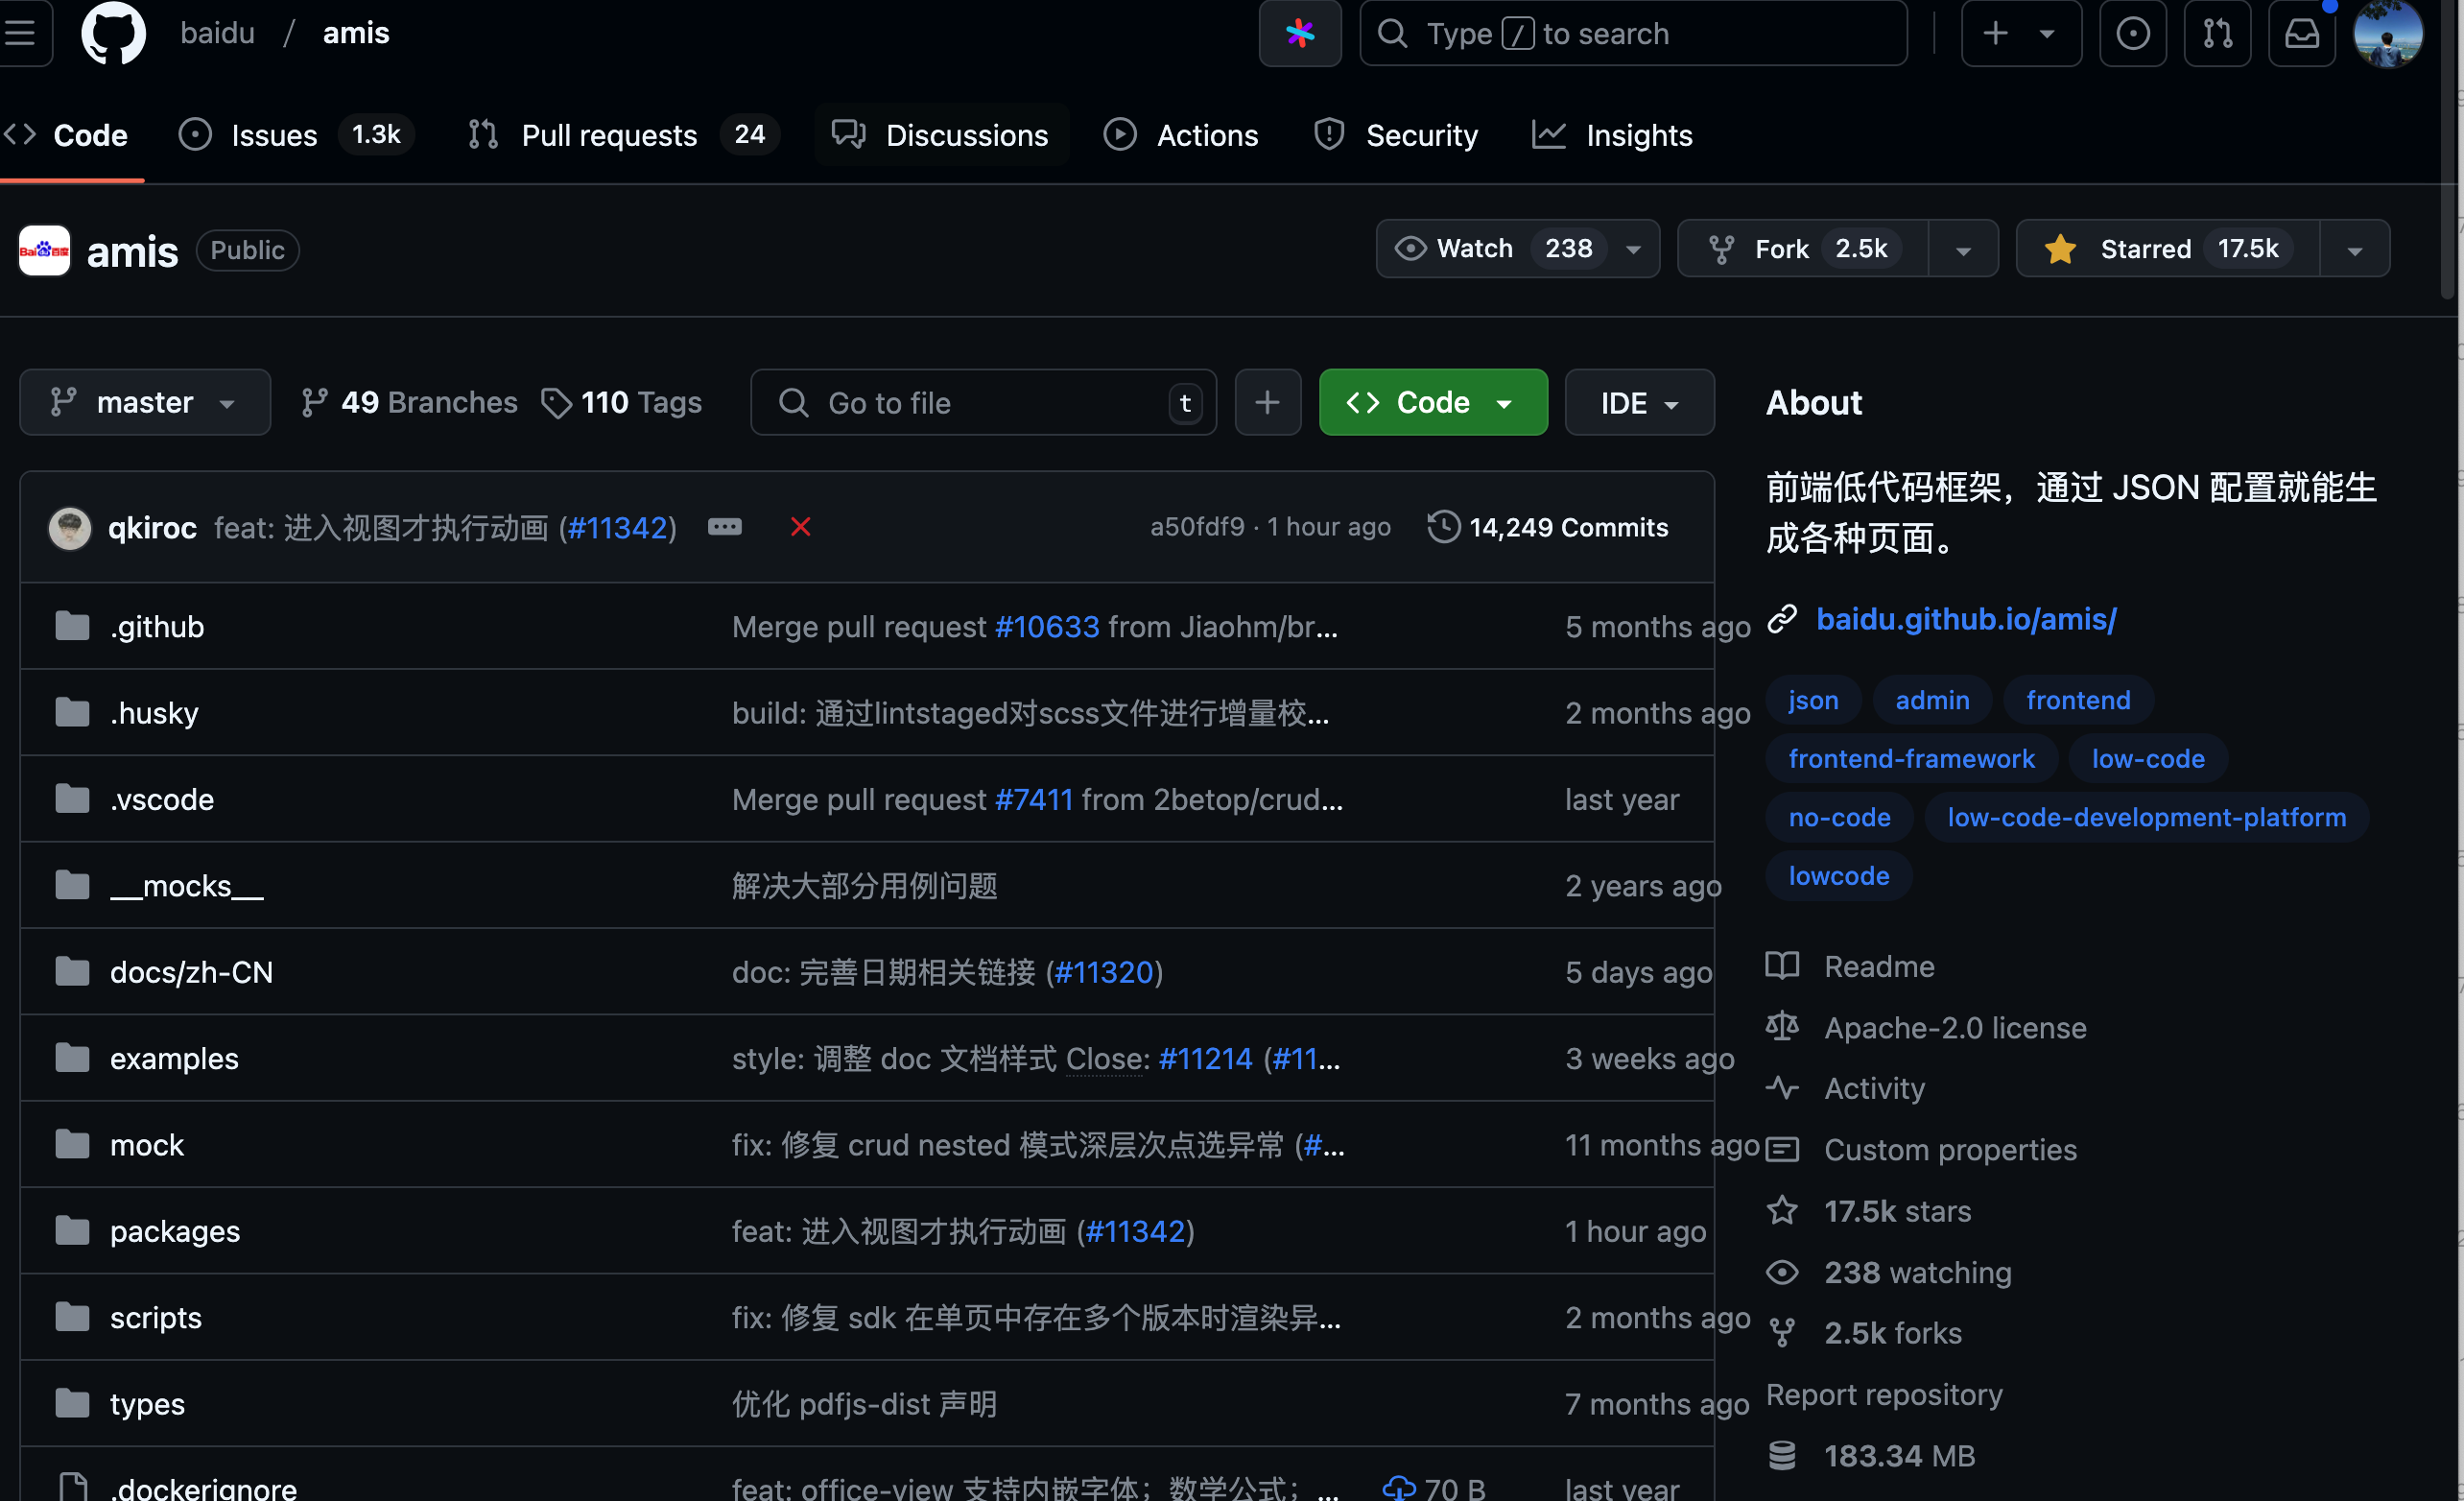 baidu / amis
Type / to search
Code Issues 1.3k Pull requests 24 Discussions Actions Security Insights
Bai百度 amis Public Watch 238 Fork 2.5k Starred 17.5k
master 49 Branches 110 Tags Go to file t Code IDE
qkiroc feat: 进入视图才执行动画 (#11342) a50fdf9 · 1 hour ago 14,249 Commits
.github Merge pull request #10633 from Jiaohm/br... 5 months ago
.husky build: 通过lintstaged对scss文件进行增量校... 2 months ago
.vscode Merge pull request #7411 from 2betop/crud... last year
__mocks__ 解决大部分用例问题 2 years ago
docs/zh-CN doc: 完善日期相关链接 (#11320) 5 days ago
examples style: 调整 doc 文档样式 Close: #11214 (#11... 3 weeks ago
mock fix: 修复 crud nested 模式深层次点选异常 (#... 11 months ago
packages feat: 进入视图才执行动画 (#11342) 1 hour ago
scripts fix: 修复 sdk 在单页中存在多个版本时渲染异... 2 months ago
types 优化 pdfjs-dist 声明 7 months ago
.dockerignore feat: office-view 支持内嵌字体；数学公式；... 70 B last year
About
前端低代码框架，通过 JSON 配置就能生
成各种页面。
baidu.github.io/amis/
json admin frontend
frontend-framework low-code
no-code low-code-development-platform
lowcode
Readme
Apache-2.0 license
Activity
Custom properties
17.5k stars
238 watching
2.5k forks
Report repository
183.34 MB